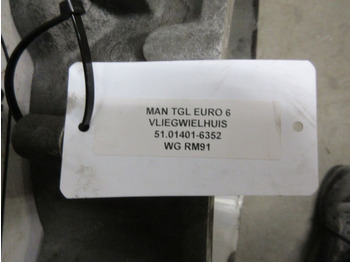 MAN TGL EURO 6
VLIEGWIELHUIS
51.01401-6352
WG RM91